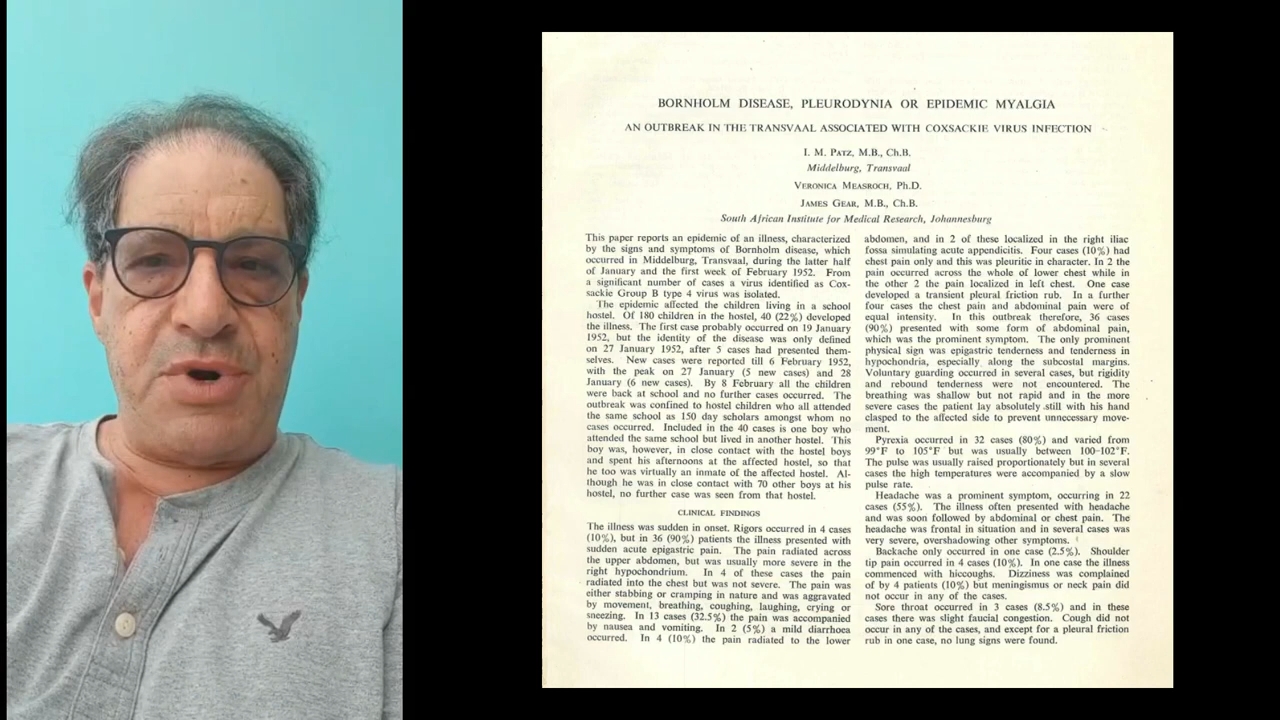 BORNHOLM DISEASE, PLEURODYNIA OR EPIDEMIC MYALGIA
AN OUTBREAK IN THE TRANSVAAL ASSOCIATED WITH COXSACKIE VIRUS INFECTION
I. M. PATZ, M.B., Ch.B.
Middelburg, Transvaal
VERONICA MEASROCH, Ph.D.
JAMES GEAR, M.B., Ch.B.
South African Institute for Medical Research, Johannesburg
This paper reports an epidemic of an illness, characterized
by the signs and symptoms of Bornholm disease, which
occurred in Middelburg, Transvaal, during the latter half
of January and the first week of February 1952. From
a significant number of cases a virus identified as Cox-
sackie Group B type 4 virus was isolated.
The epidemic affected the children living in a school
hostel. Of 180 children in the hostel, 40 (22%) developed
the illness. The first case probably occurred on 19 January
1952, but the identity of the disease was only defined
on 27 January 1952, after 5 cases had presented them-
selves. New cases were reported till 6 February 1952,
with the peak on 27 January (5 new cases) and 28
January (6 new cases). By 8 February all the children
were back at school and no further cases occurred. The
outbreak was confined to hostel children who all attended
the same school as 150 day scholars amongst whom no
cases occurred. Included in the 40 cases is one boy who
attended the same school but lived in another hostel. This
boy was, however, in close contact with the hostel boys
and spent his afternoons at the affected hostel, so that
he too was virtually an inmate of the affected hostel. Al-
though he was in close contact with 70 other boys at his
hostel, no further case was seen from that hostel.
CLINICAL FINDINGS
The illness was sudden in onset. Rigors occurred in 4 cases
(10%), but in 36 (90%) patients the illness presented with
sudden acute epigastric pain. The pain radiated across
the upper abdomen, but was usually more severe in the
right hypochondrium. In 4 of these cases the pain
radiated into the chest but was not severe. The pain was
either stabbing or cramping in nature and was aggravated
by movement, breathing, coughing, laughing, crying or
sneezing. In 13 cases (32.5%) the pain was accompanied
by nausea and vomiting. In 2 (5%) a mild diarrhoea
occurred. In 4 (10%) the pain radiated to the lower
abdomen, and in 2 of these localized in the right iliac
fossa simulating acute appendicitis. Four cases (10%) had
chest pain only and this was pleuritic in character. In 2 the
pain occurred across the whole of lower chest while in
the other 2 the pain localized in left chest. One case
developed a transient pleural friction rub. In a further
four cases the chest pain and abdominal pain were of
equal intensity. In this outbreak therefore, 36 cases
(90%) presented with some form of abdominal pain,
which was the prominent symptom. The only prominent
physical sign was epigastric tenderness and tenderness in
hypochondria, especially along the subcostal margins.
Voluntary guarding occurred in several cases, but rigidity
and rebound tenderness were not encountered. The
breathing was shallow but not rapid and in the more
severe cases the patient lay absolutely still with his hand
clasped to the affected side to prevent unnecessary move-
ment.
Pyrexia occurred in 32 cases (80%) and varied from
99°F to 105°F but was usually between 100-102°F.
The pulse was usually raised proportionately but in several
cases the high temperatures were accompanied by a slow
pulse rate.
Headache was a prominent symptom, occurring in 22
cases (55%). The illness often presented with headache
and was soon followed by abdominal or chest pain. The
headache was frontal in situation and in several cases was
very severe, overshadowing other symptoms.
Backache only occurred in one case (2.5%). Shoulder
tip pain occurred in 4 cases (10%). In one case the illness
commenced with hiccoughs. Dizziness was complained
of by 4 patients (10%) but meningismus or neck pain did
not occur in any of the cases.
Sore throat occurred in 3 cases (8.5%) and in these
cases there was slight faucial congestion. Cough did not
occur in any of the cases, and except for a pleural friction
rub in one case, no lung signs were found.